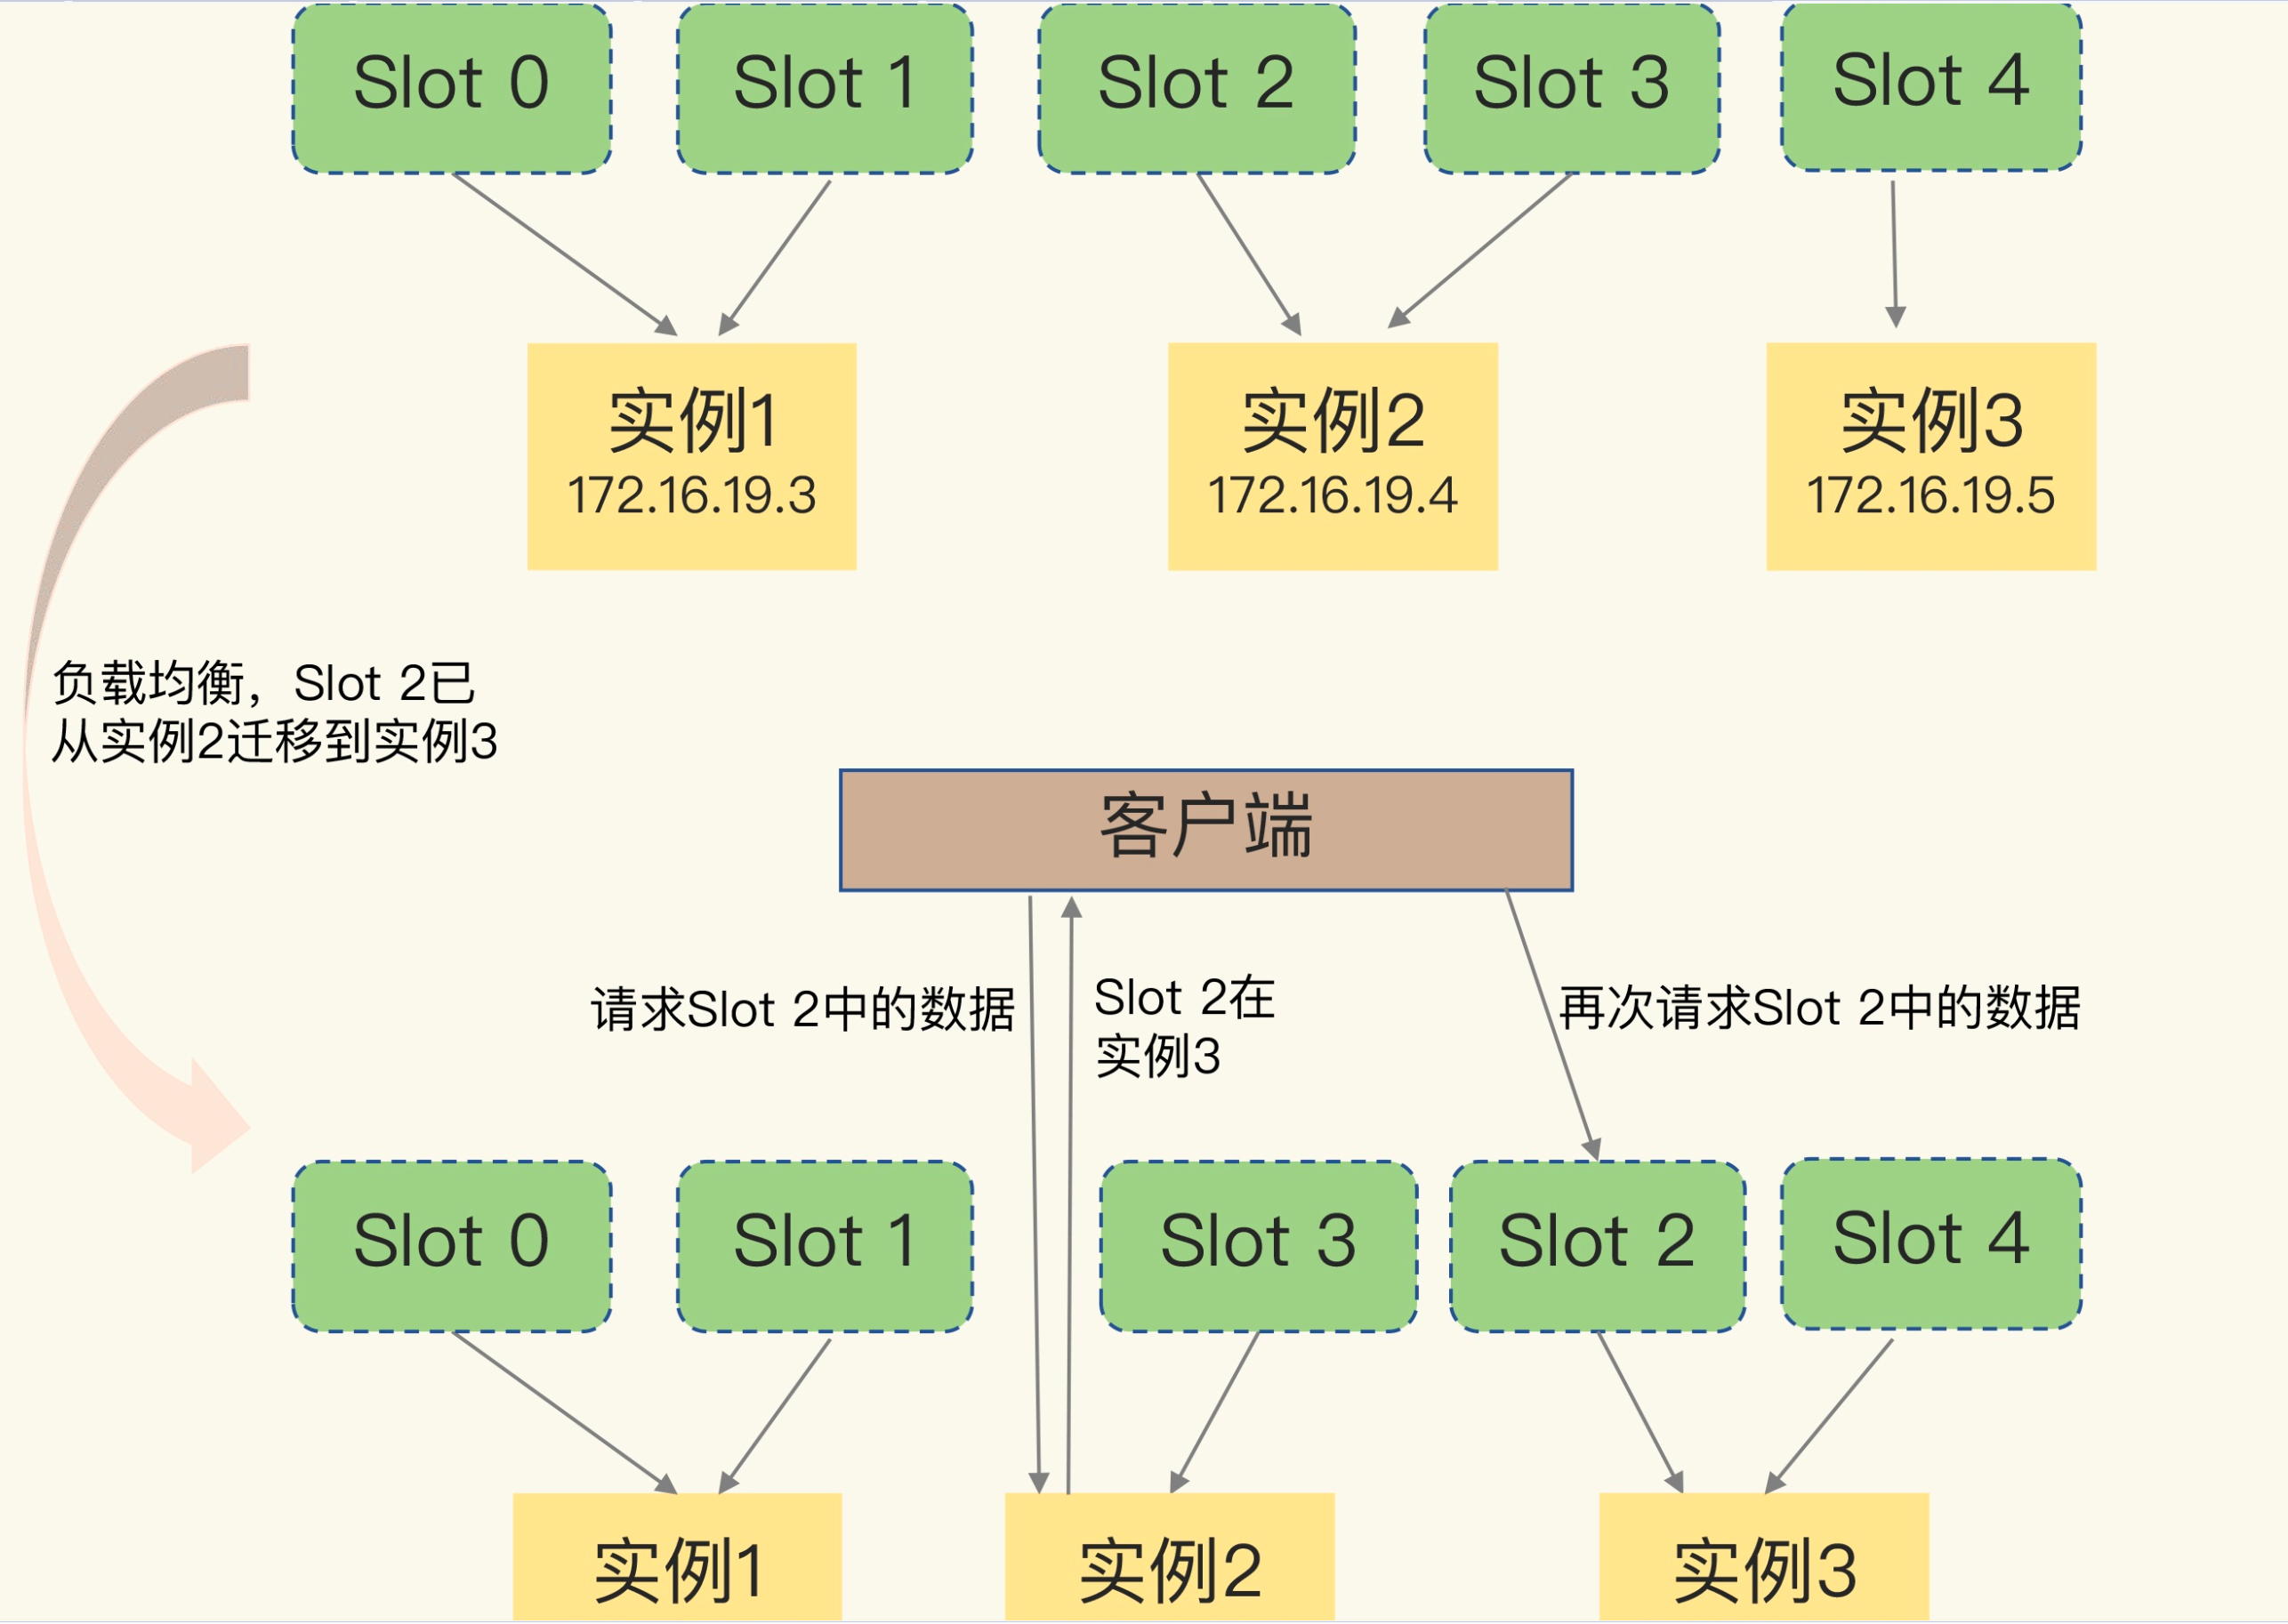 Slot 0
Slot 1
Slot 2
Slot 3
Slot 4
实例1
172.16.19.3
实例2
172.16.19.4
实例3
172.16.19.5
负载均衡，Slot 2已
从实例2迁移到实例3
客户端
请求Slot 2中的数据
Slot 2在
实例3
再次请求Slot 2中的数据
Slot 0
Slot 1
Slot 3
Slot 2
Slot 4
实例1
实例2
实例3